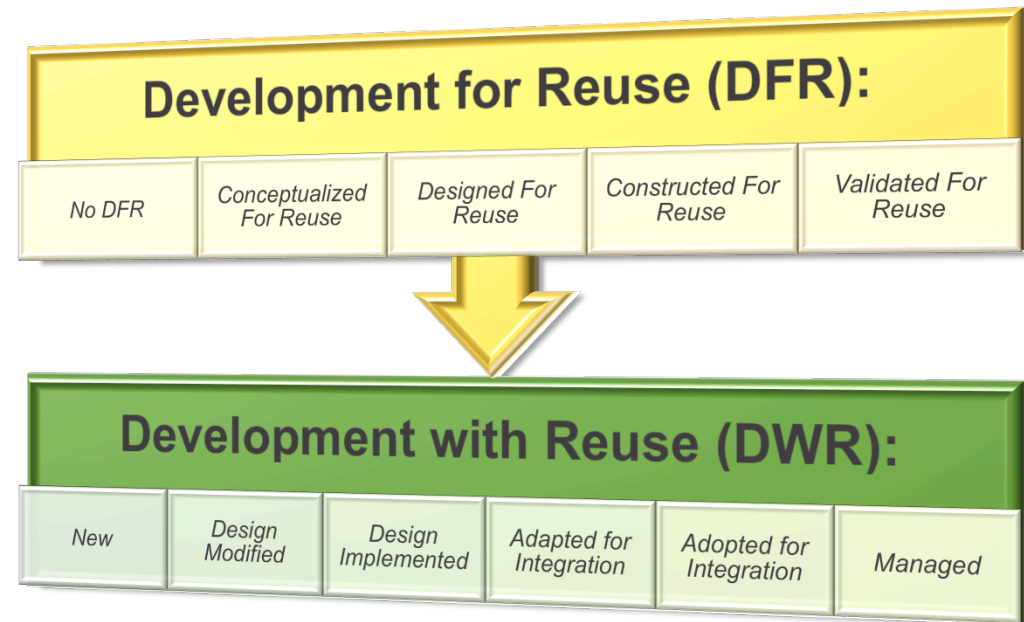 Development for Reuse (DFR):
No DFR
Conceptualized
For Reuse
Designed For
Reuse
Constructed For
Reuse
Validated For
Reuse
Development with Reuse (DWR):
New
Design
Modified
Design
Implemented
Adapted for
Integration
Adopted for
Integration
Managed